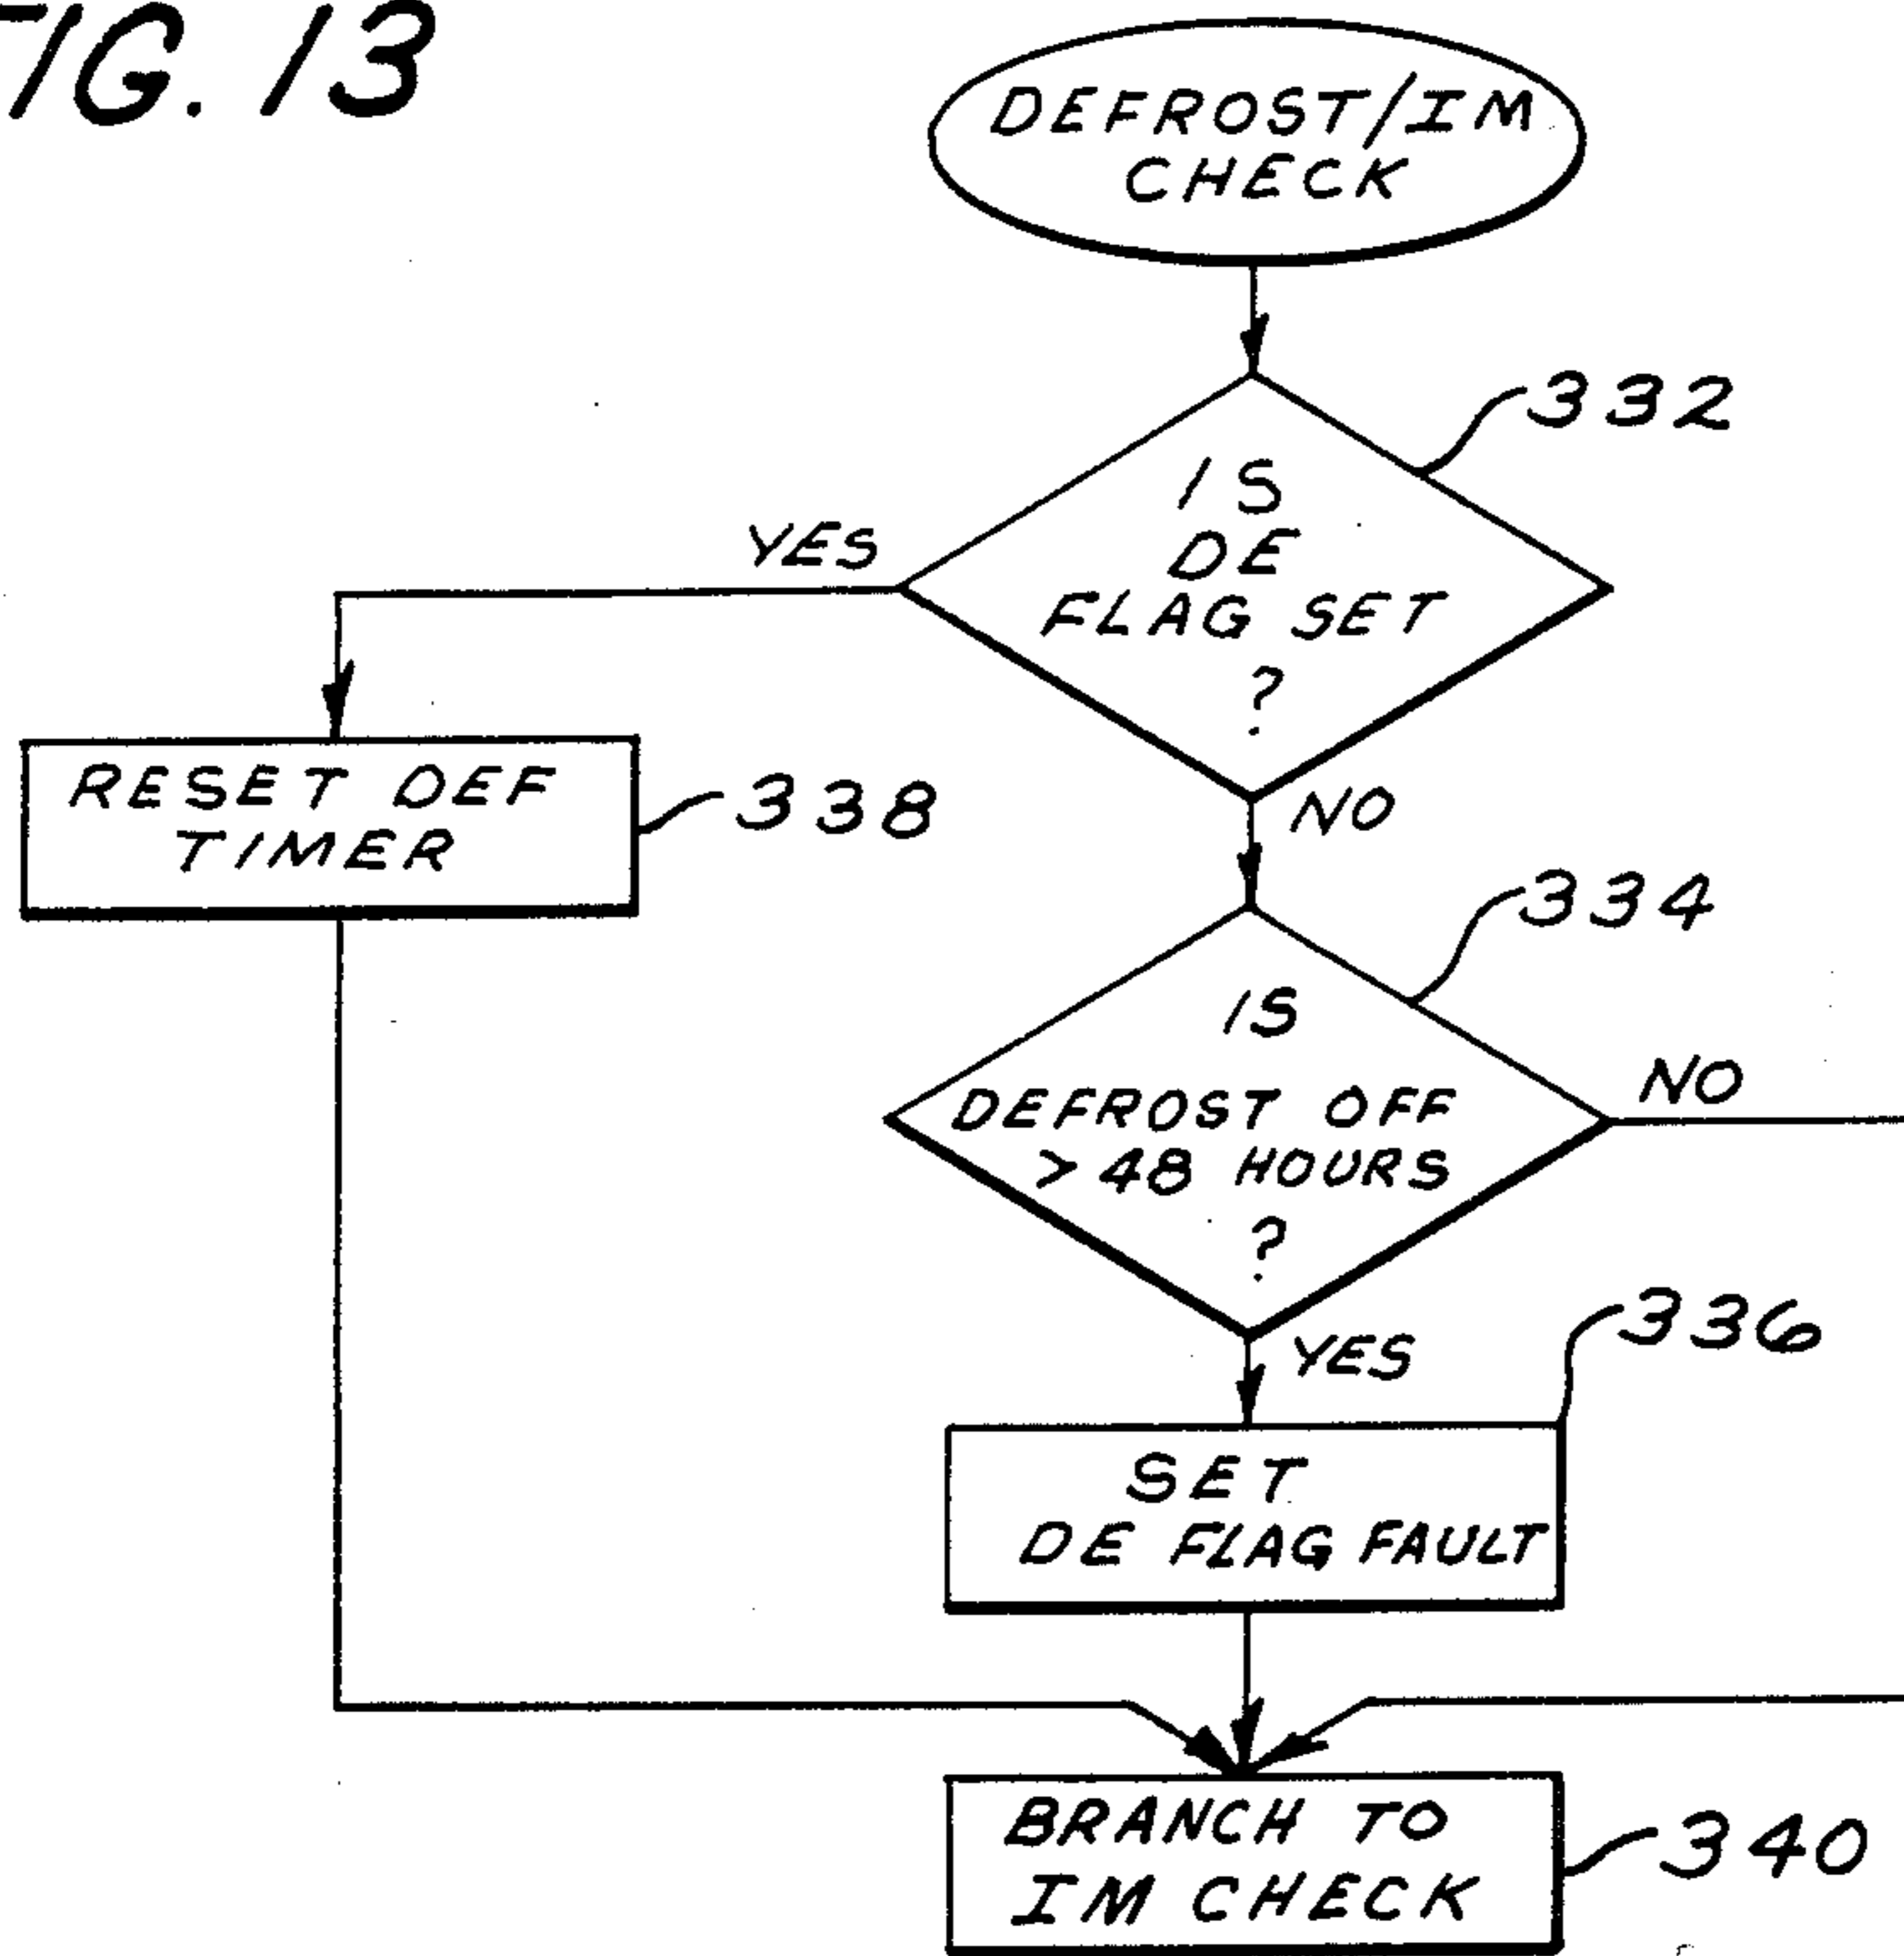 FIG. 13
DEFROST/IM
CHECK
332
IS
DE
FLAG SET
?
YES
NO
RESET DEF
TIMER
338
334
IS
DEFROST OFF
> 48 HOURS
?
NO
YES
336
SET
DE FLAG FAULT
BRANCH TO
IM CHECK
340